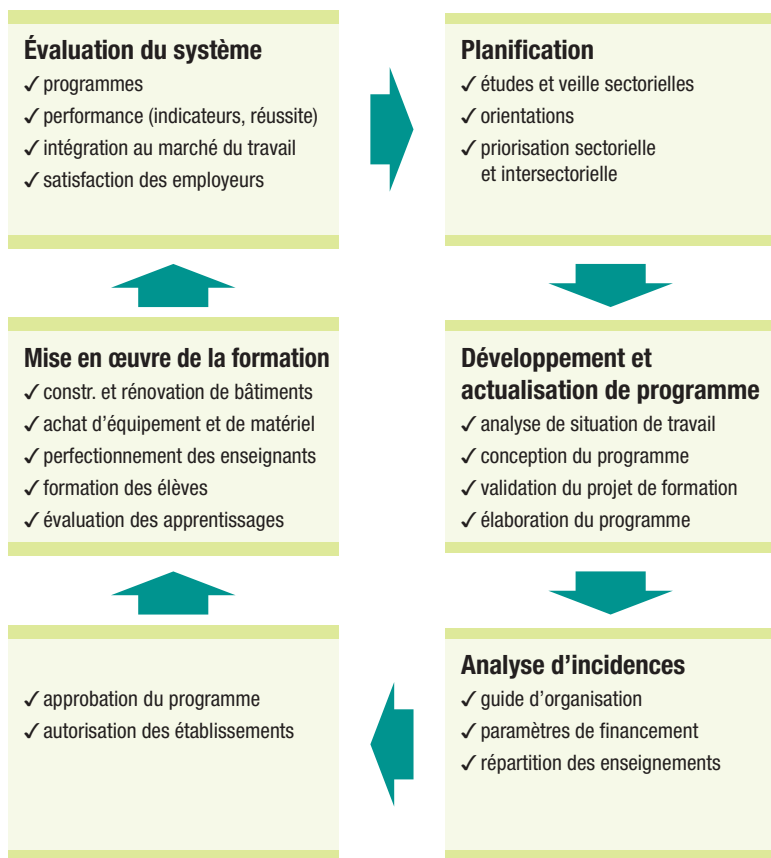 Évaluation du système
✓ programmes
✓ performance (indicateurs, réussite)
✓ intégration au marché du travail
✓ satisfaction des employeurs
Planification
✓ études et veille sectorielles
✓ orientations
✓ priorisation sectorielle
et intersectorielle
Mise en œuvre de la formation
✓ constr. et rénovation de bâtiments
✓ achat d'équipement et de matériel
✓ perfectionnement des enseignants
✓ formation des élèves
✓ évaluation des apprentissages
Développement et
actualisation de programme
✓ analyse de situation de travail
✓ conception du programme
✓ validation du projet de formation
✓ élaboration du programme
✓ approbation du programme
✓ autorisation des établissements
Analyse d'incidences
✓ guide d'organisation
✓ paramètres de financement
✓ répartition des enseignements